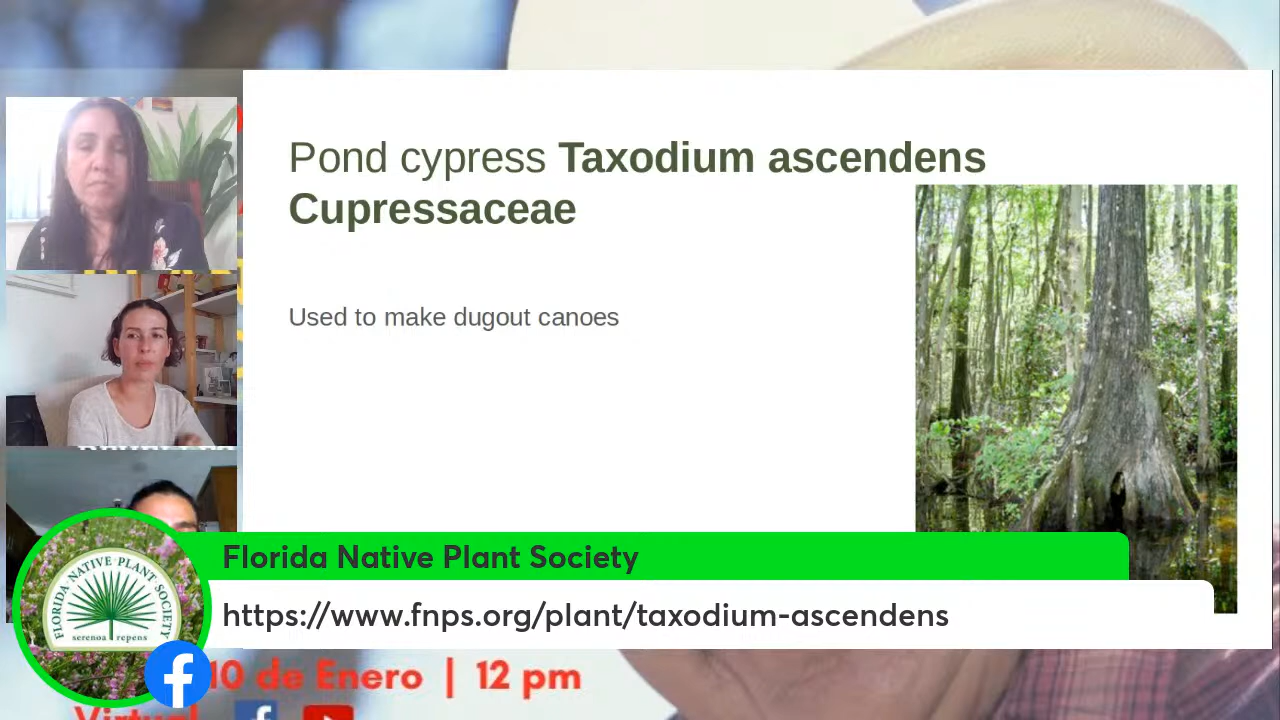 Pond cypress Taxodium ascendens
Cupressaceae
Used to make dugout canoes
Florida Native Plant Society
https://www.fnps.org/plant/taxodium-ascendens
FLORIDA NATIVE PLANT SOCIETY
serenoa repens
10 de Enero | 12 pm
Virtual